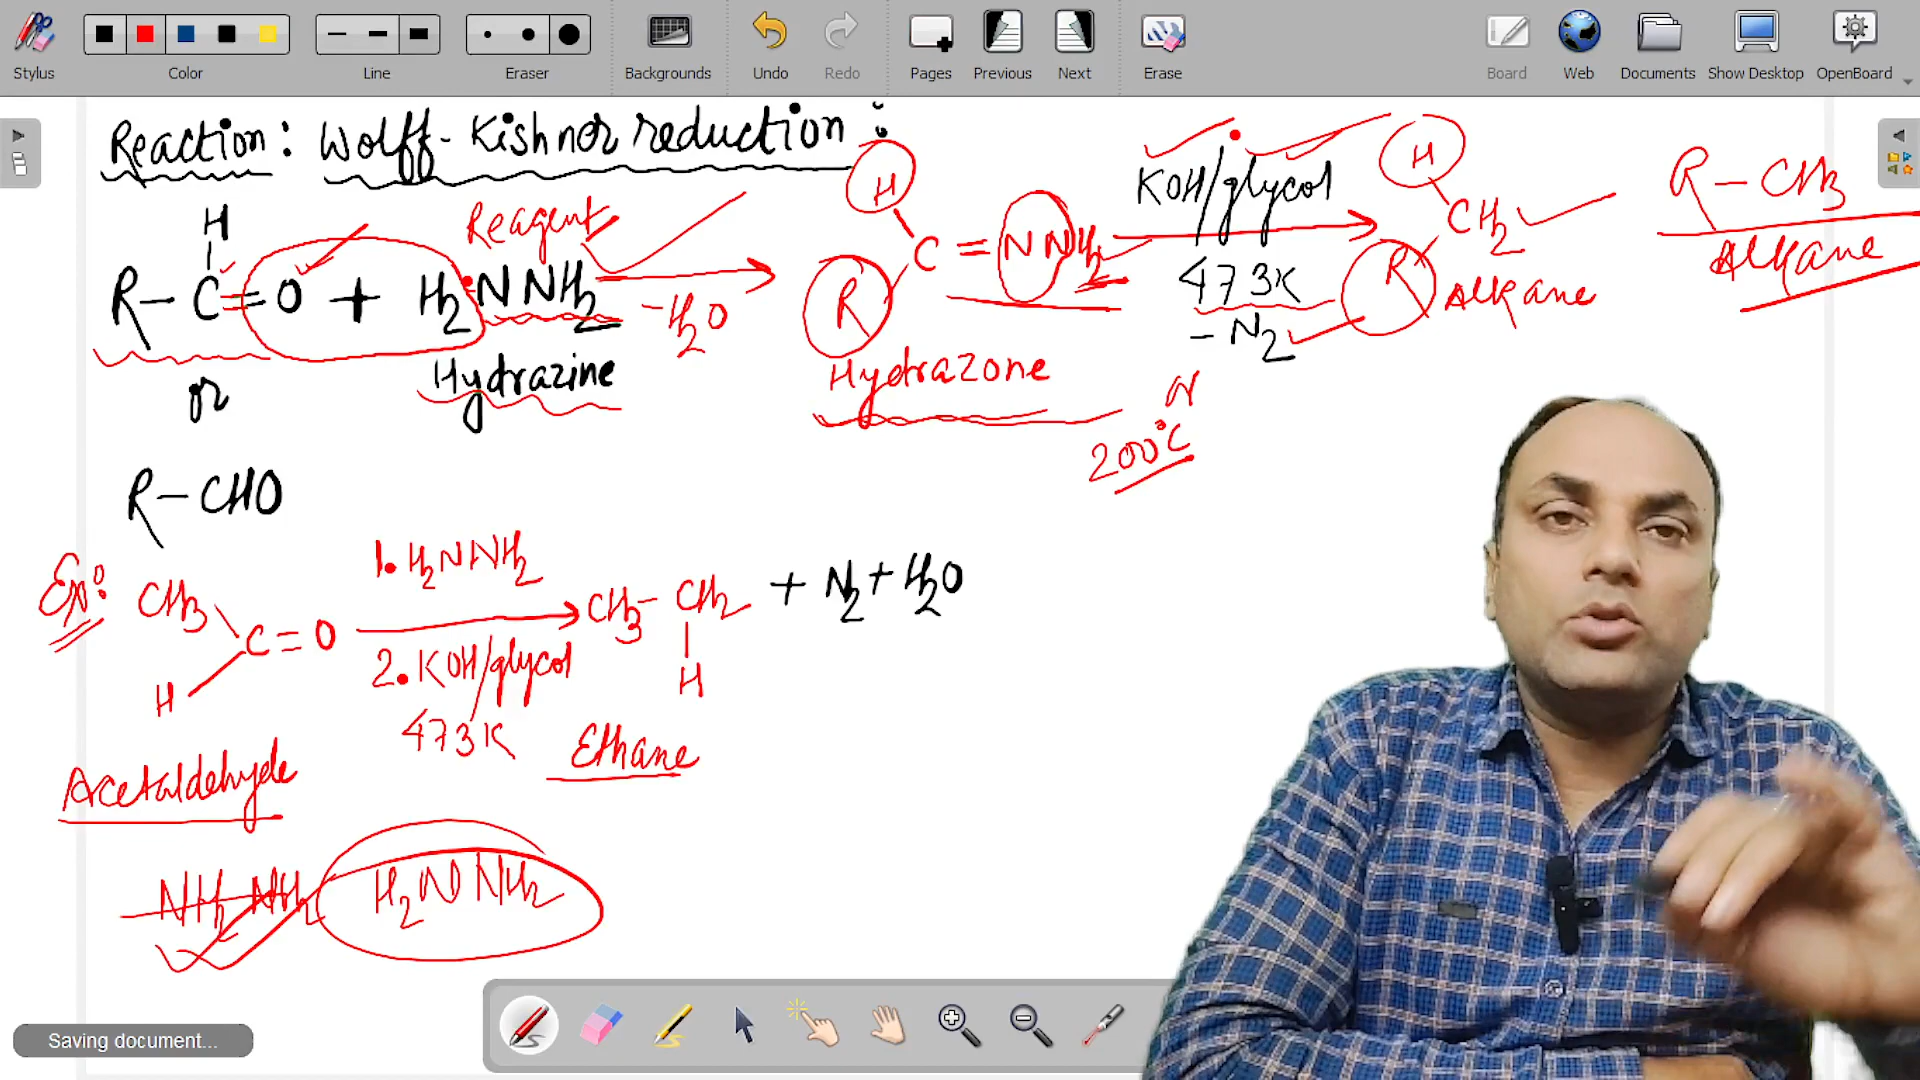 Stylus Color Line Eraser Backgrounds Undo Redo Pages Previous Next Erase Board Web Documents Show Desktop OpenBoard
Reaction: Wolff-Kishner reduction :
H
R-C=O + H2NNH2
Reagent
-H2O
Hydrazine
or
R-CHO
H
C=NNH2
R
Hydrazone
KOH/glycol
473K
-N2
or
200°C
H
CH2
R
Alkane
R-CH3
Alkane
Ex:
CH3
C=O
H
Acetaldehyde
1. H2NNH2
2. KOH/glycol
473K
CH3-CH2
H
Ethane
+ N2 + H2O
NH2NH2
H2NNH2
Saving document...